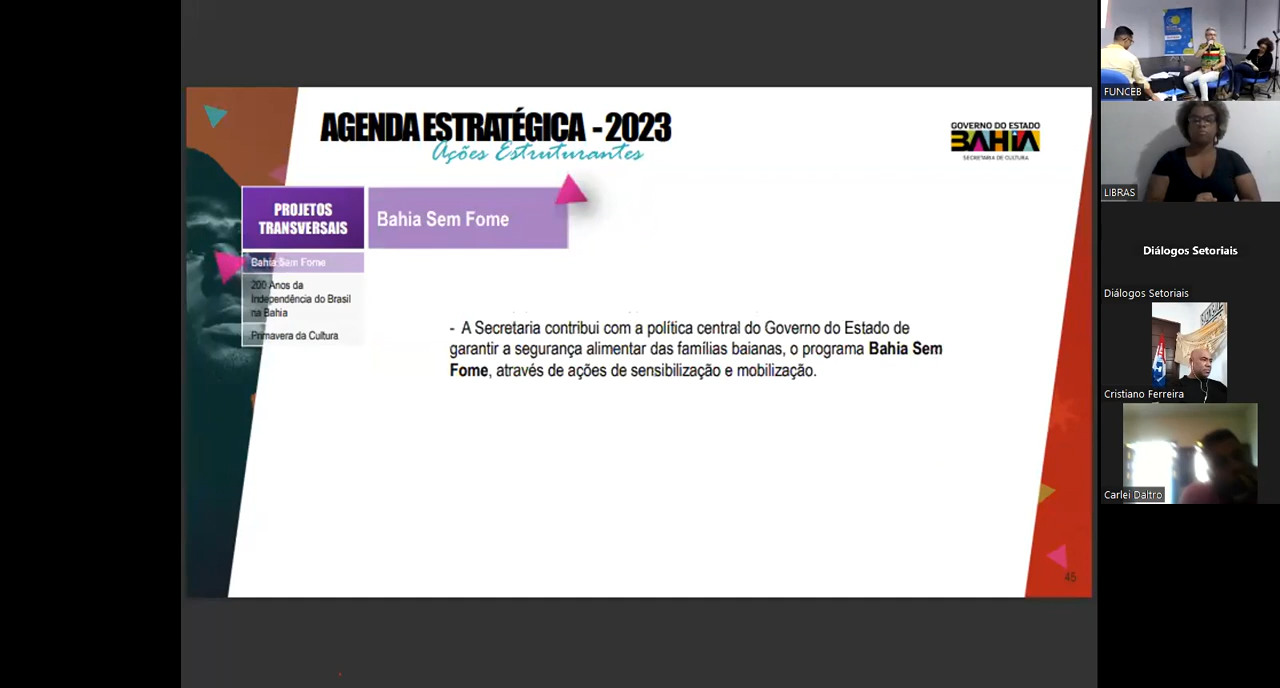 AGENDA ESTRATÉGICA - 2023
Ações Estruturantes
GOVERNO DO ESTADO
BAHIA
SECRETARIA DE CULTURA
PROJETOS
TRANSVERSAIS
Bahia Sem Fome
Bahia Sem Fome
200 Anos da
Independência do Brasil
na Bahia
Primavera da Cultura
- A Secretaria contribui com a política central do Governo do Estado de
garantir a segurança alimentar das famílias baianas, o programa Bahia Sem
Fome, através de ações de sensibilização e mobilização.
45
FUNCEB
LIBRAS
Diálogos Setoriais
Diálogos Setoriais
Cristiano Ferreira
Carlei Daltro